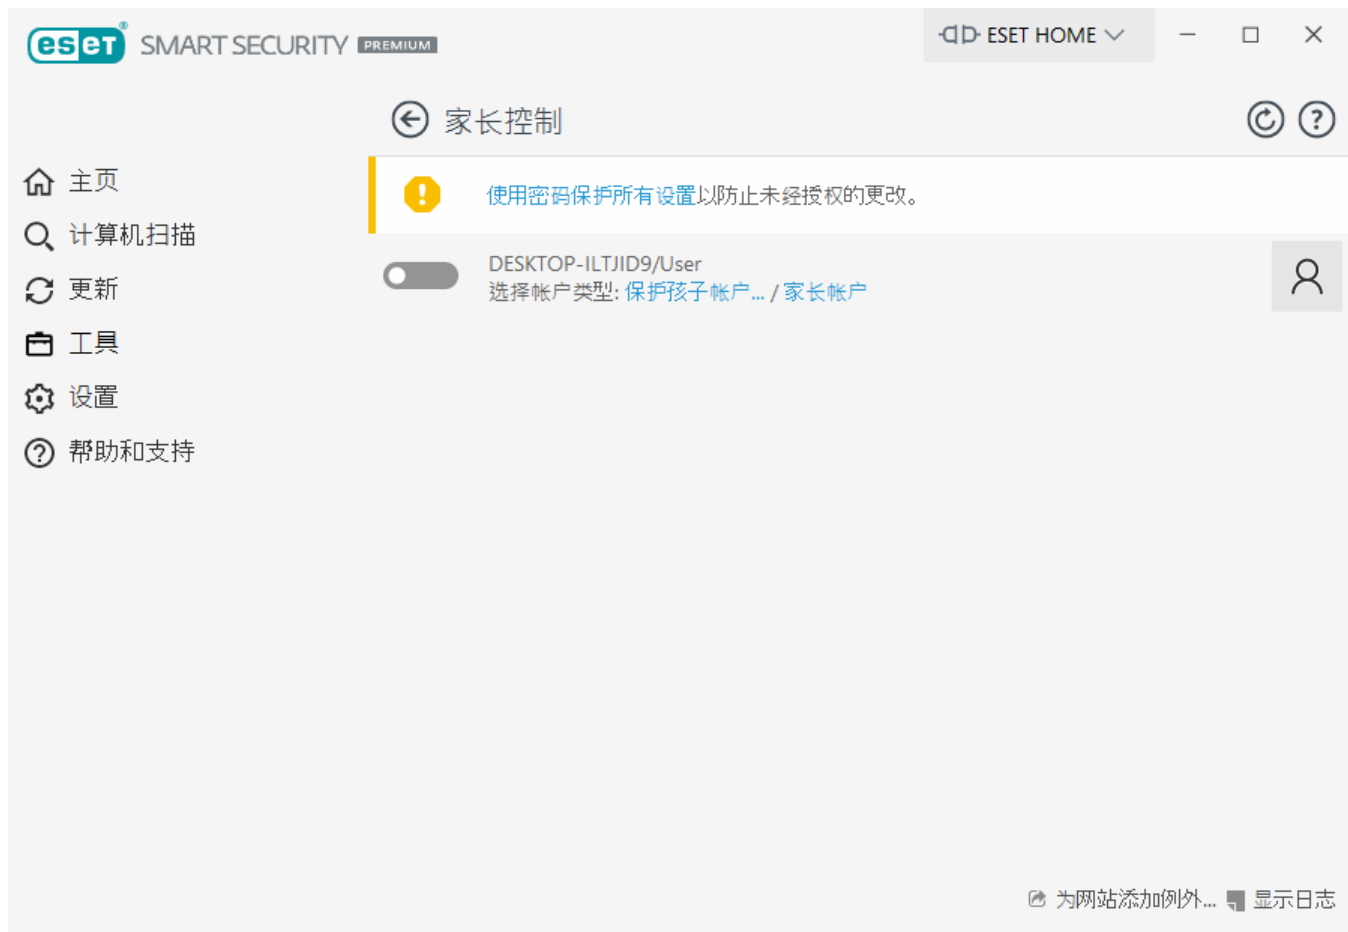 eseT® SMART SECURITY PREMIUM
ESET HOME
家长控制
主页
计算机扫描
更新
工具
设置
帮助和支持
使用密码保护所有设置以防止未经授权的更改。
DESKTOP-ILTJID9/User
选择帐户类型: 保护孩子帐户... / 家长帐户
为网站添加例外... 显示日志